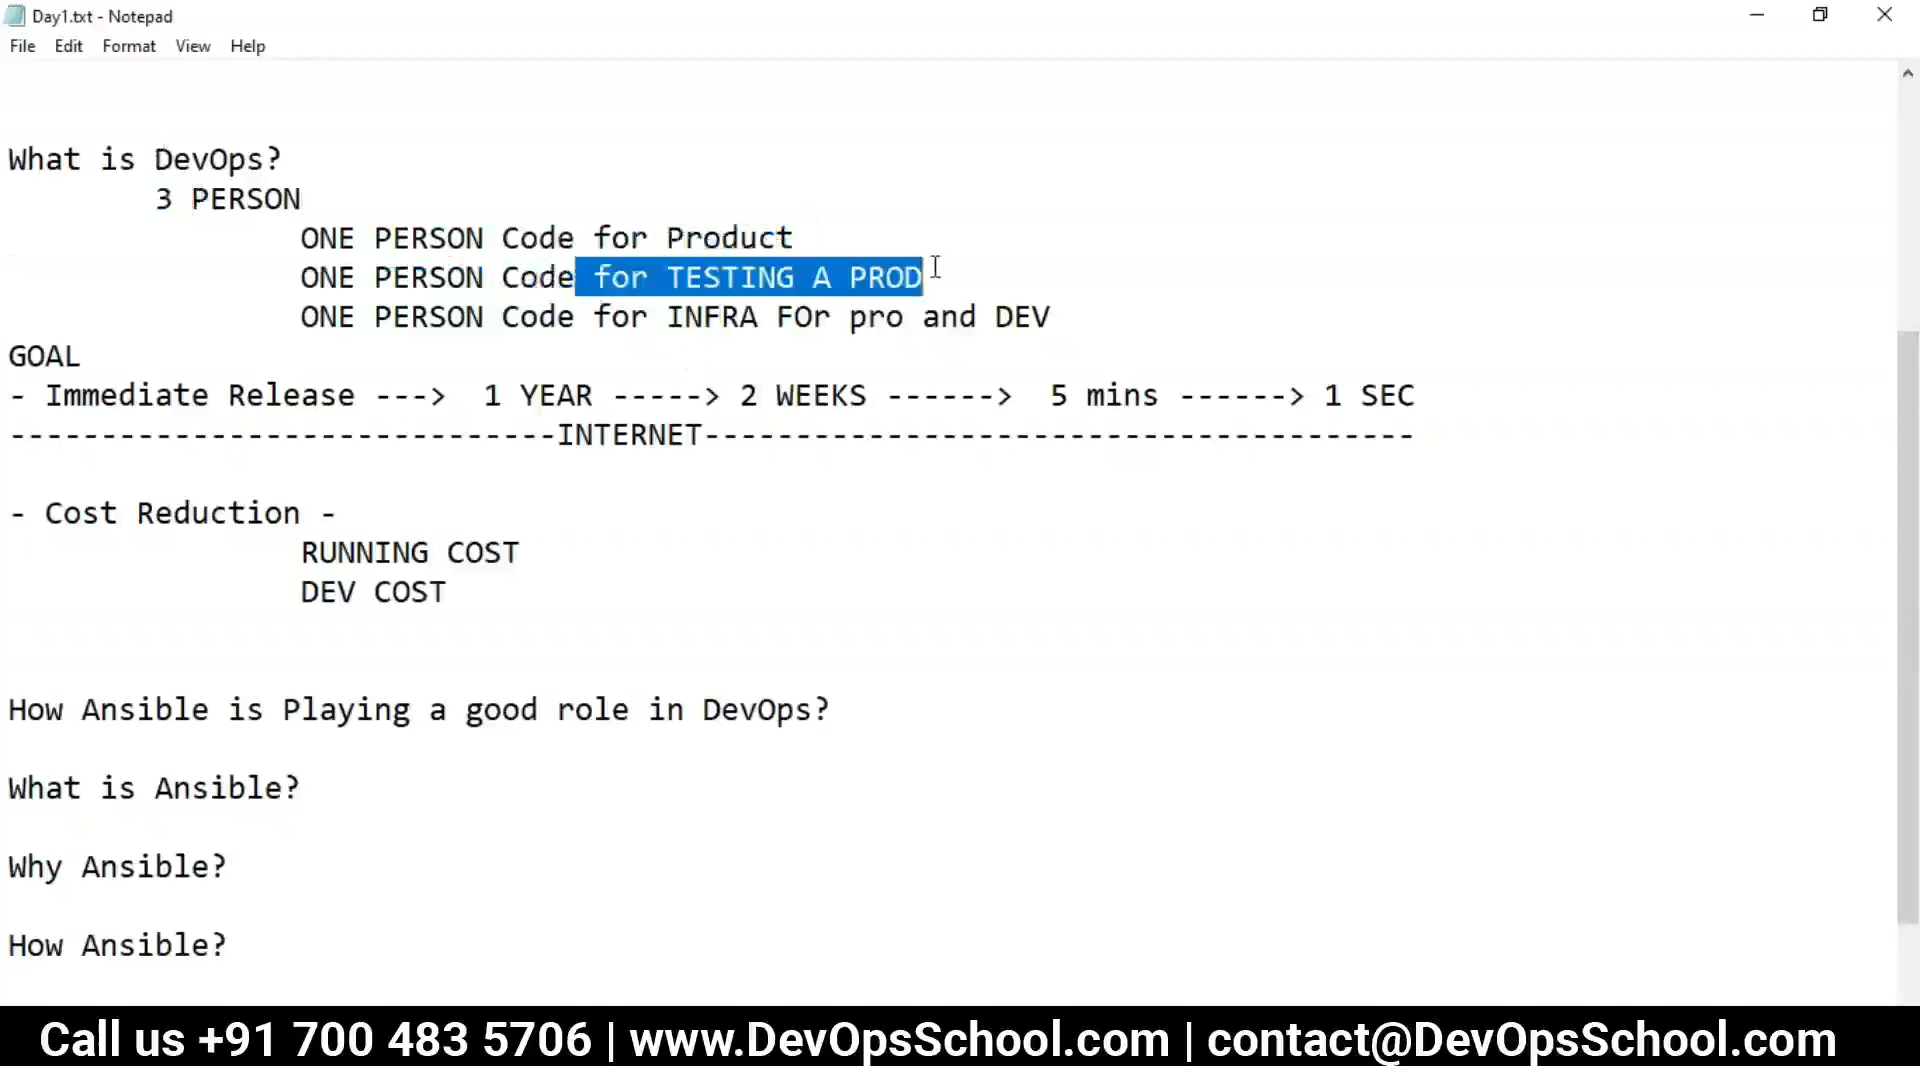 Day1.txt - Notepad
File Edit Format View Help
What is DevOps?
3 PERSON
ONE PERSON Code for Product
ONE PERSON Code for TESTING A PROD
ONE PERSON Code for INFRA FOr pro and DEV
GOAL
- Immediate Release ---> 1 YEAR -----> 2 WEEKS ------> 5 mins ------> 1 SEC
------------------------------INTERNET---------------------------------------
- Cost Reduction -
RUNNING COST
DEV COST
How Ansible is Playing a good role in DevOps?
What is Ansible?
Why Ansible?
How Ansible?
Call us +91 700 483 5706 | www.DevOpsSchool.com | contact@DevOpsSchool.com